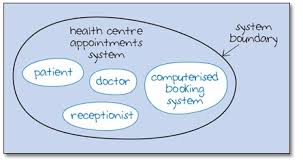 health centre
appointments
system
system
boundary
patient
doctor
computerised
booking
system
receptionist